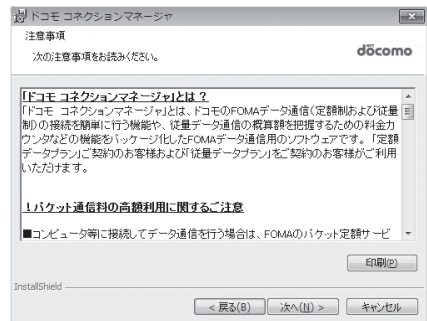 ドコモ コネクションマネージャ
注意事項
次の注意事項をお読みください。
döcomo
「ドコモ コネクションマネージャ」とは?
「ドコモ コネクションマネージャ」とは、ドコモのFOMAデータ通信(定額制および従量
制)の接続を簡単に行う機能や、従量データ通信の概算額を把握するための料金カ
ウンタなどの機能をパッケージ化したFOMAデータ通信用のソフトウェアです。「定額
データプラン」ご契約のお客様および「従量データプラン」をご契約のお客様がご利用
いただけます。
!パケット通信料の高額利用に関するご注意
■コンピュータ等に接続してデータ通信を行う場合は、FOMAのパケット定額サービ
印刷(P)
InstallShield
< 戻る(B)
次へ(N) >
キャンセル